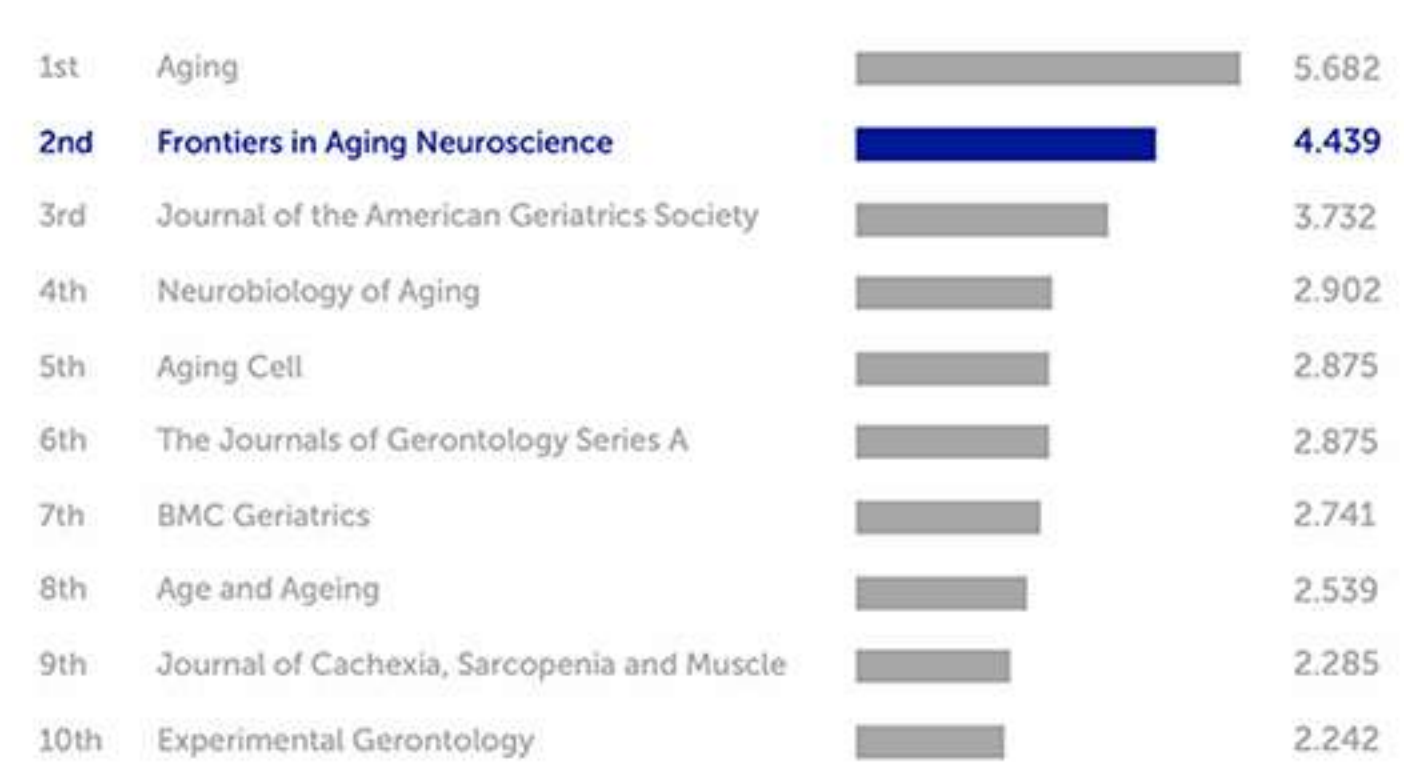 1st Aging 5.682
2nd Frontiers in Aging Neuroscience 4.439
3rd Journal of the American Geriatrics Society 3.732
4th Neurobiology of Aging 2.902
5th Aging Cell 2.875
6th The Journals of Gerontology Series A 2.875
7th BMC Geriatrics 2.741
8th Age and Ageing 2.539
9th Journal of Cachexia, Sarcopenia and Muscle 2.285
10th Experimental Gerontology 2.242